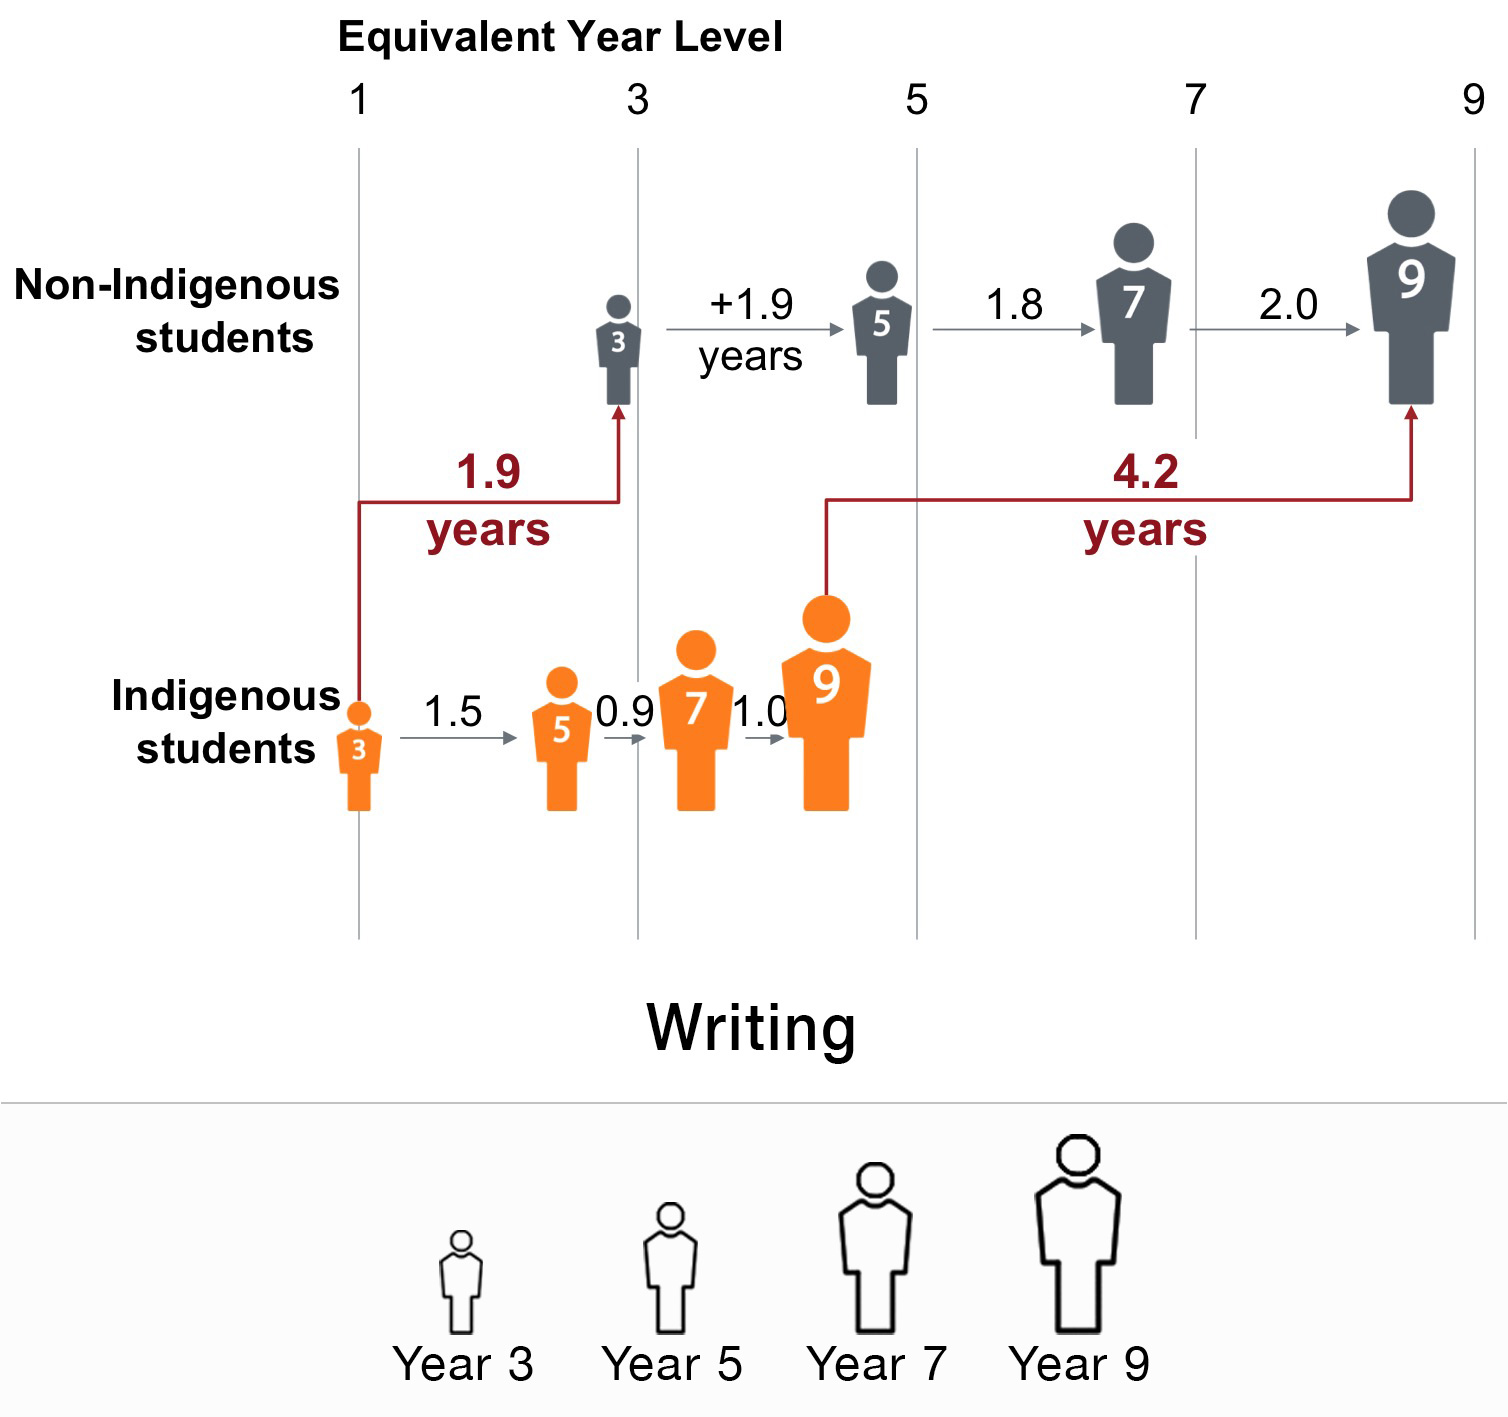 Equivalent Year Level
1 3 5 7 9
Non-Indigenous
students
3
+1.9
years
5
1.8
7
2.0
9
1.9
years
4.2
years
Indigenous
students
3
1.5
5
0.9
7
1.0
9
Writing
Year 3 Year 5 Year 7 Year 9